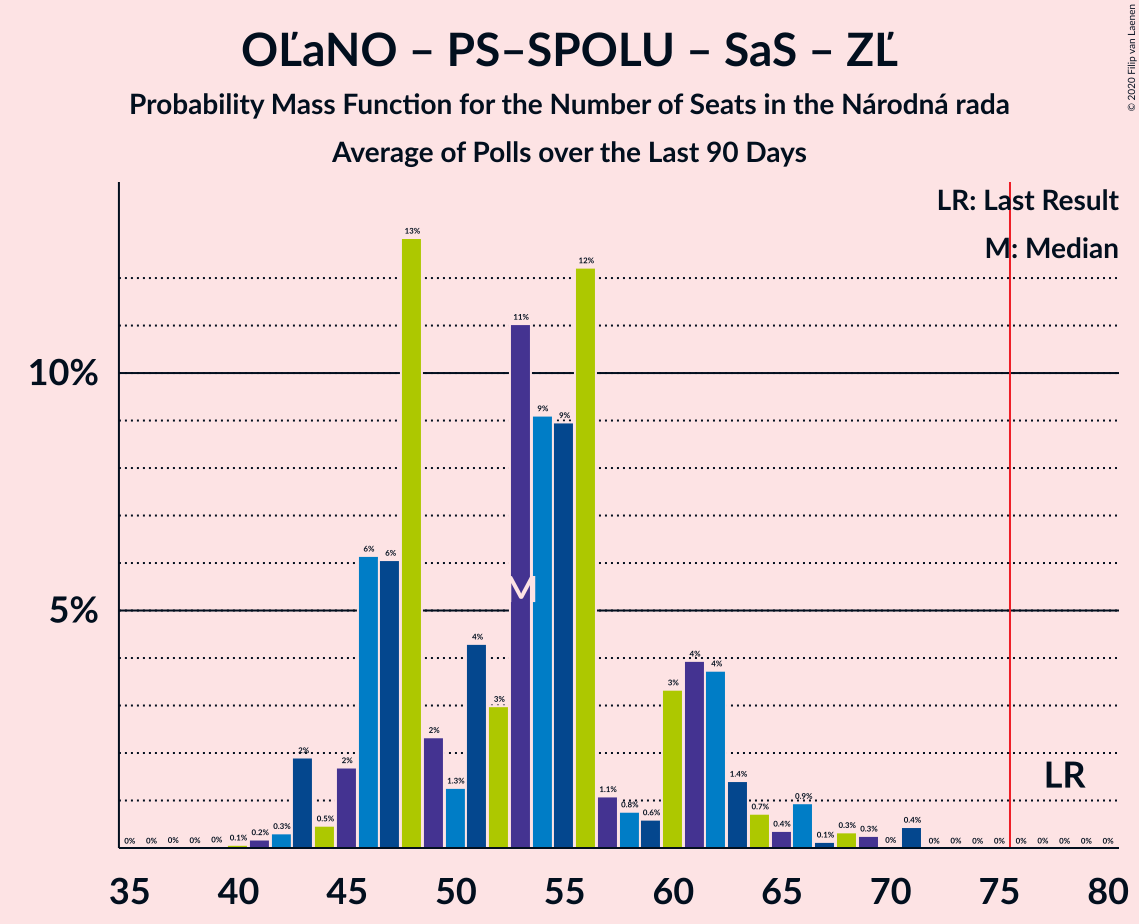 OĽaNO – PS–SPOLU – SaS – ZĽ
Probability Mass Function for the Number of Seats in the Národná rada
Average of Polls over the Last 90 Days
© 2020 Filip van Laenen
LR: Last Result
M: Median
10%
5%
0% 0% 0% 0% 0% 0.1% 0.2% 0.3% 2% 0.5% 2% 6% 6% 13% 2% 1.3% 4% 3% 11% 9% 9% 12% 1.1% 0.8% 0.6% 3% 4% 4% 1.4% 0.7% 0.4% 0.9% 0.1% 0.3% 0.3% 0% 0.4% 0% 0% 0% 0% 0% 0% 0% 0% 0%
M
LR
35 40 45 50 55 60 65 70 75 80